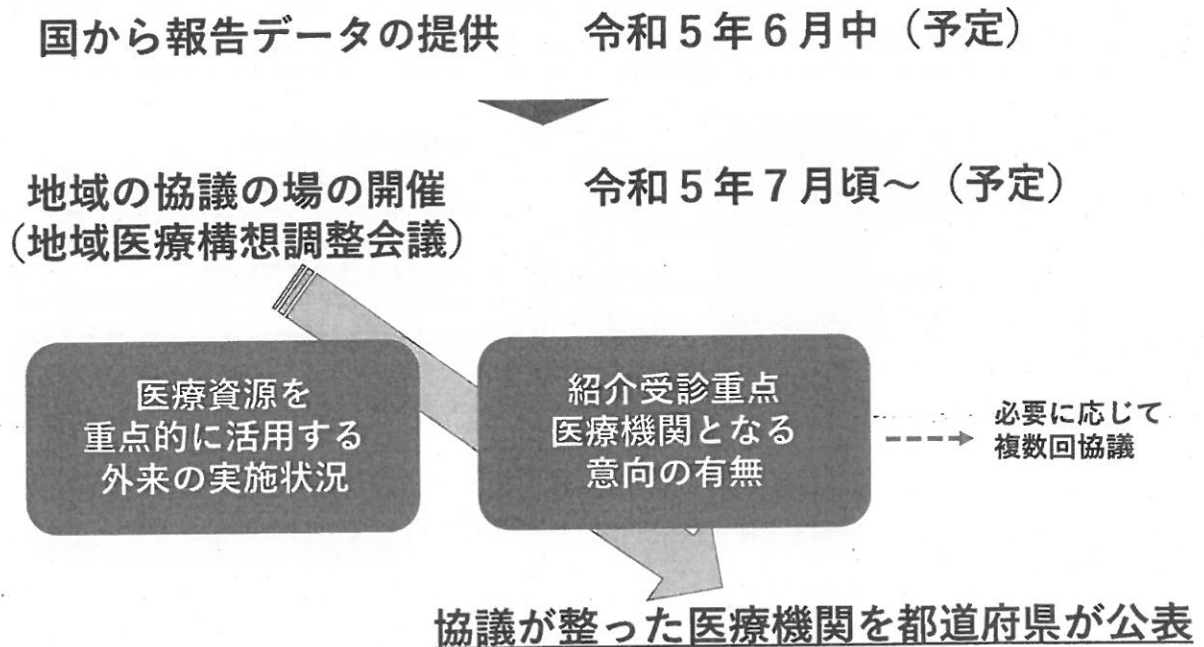 国から報告データの提供 令和5年6月中（予定）
地域の協議の場の開催 令和5年7月頃～（予定）
（地域医療構想調整会議）
医療資源を
重点的に活用する
外来の実施状況
紹介受診重点
医療機関となる
意向の有無
必要に応じて
複数回協議
協議が整った医療機関を都道府県が公表